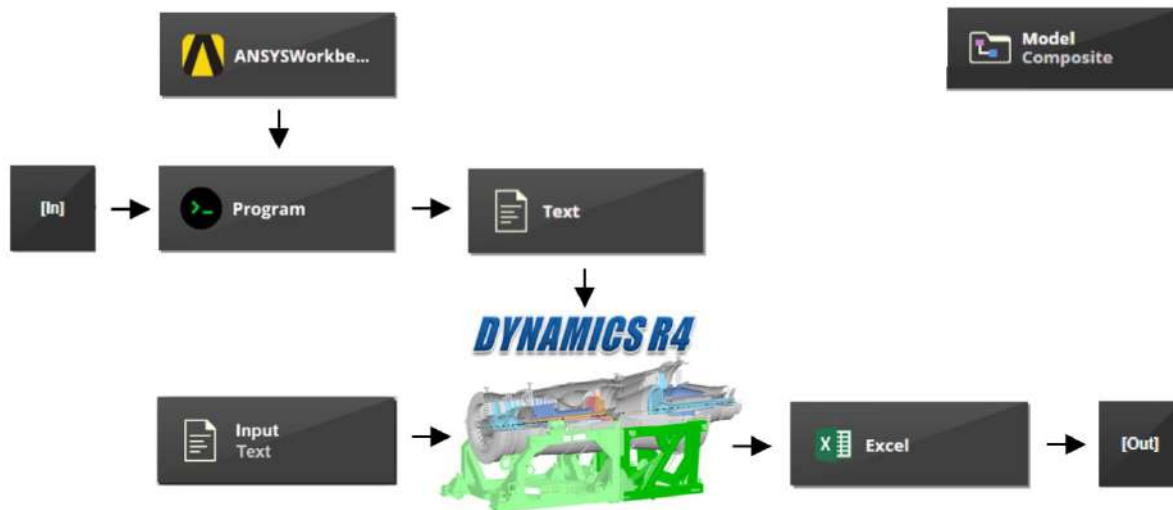 ANSYSWorkbe...
Model
Composite
[In]
Program
Text
DYNAMICS R4
Input
Text
Excel
[Out]